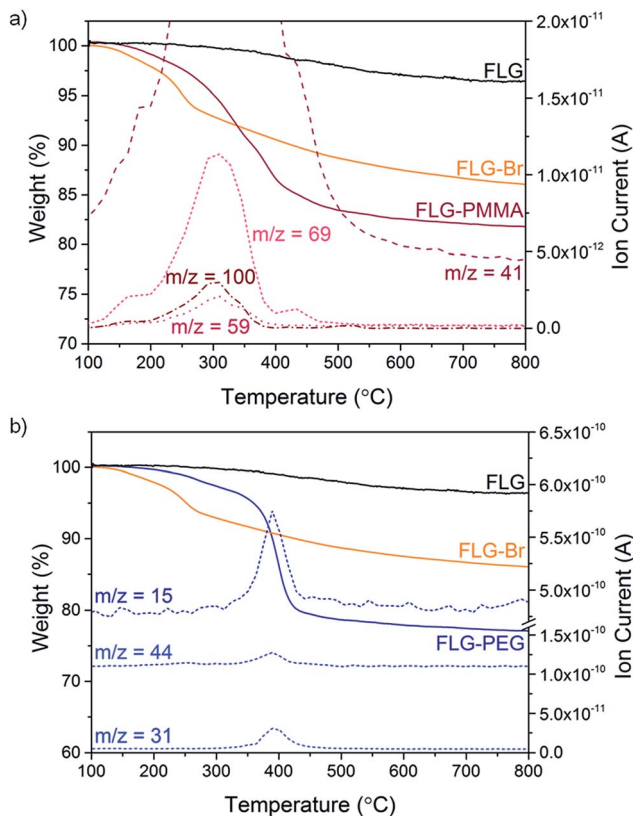 a)
100
95
90
85
80
75
70
Weight (%)
2.0x10-11
1.5x10-11
1.0x10-11
5.0x10-12
0.0
Ion Current (A)
FLG
FLG-Br
FLG-PMMA
m/z = 69
m/z = 41
m/z = 100
m/z = 59
100 200 300 400 500 600 700 800
Temperature (°C)
b)
100
90
80
70
60
Weight (%)
6.5x10-10
6.0x10-10
5.5x10-10
5.0x10-10
1.5x10-10
1.0x10-10
5.0x10-11
0.0
Ion Current (A)
FLG
FLG-Br
m/z = 15
FLG-PEG
m/z = 44
m/z = 31
100 200 300 400 500 600 700 800
Temperature (°C)